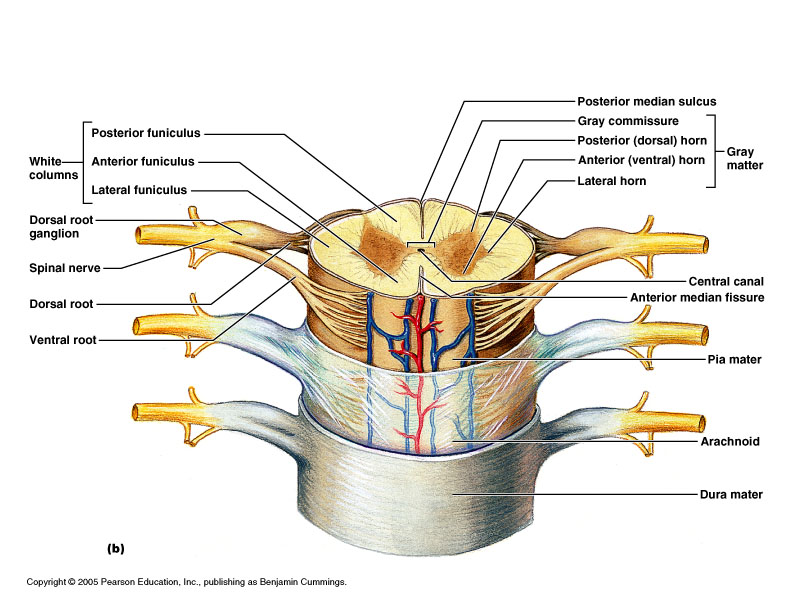 Posterior median sulcus
Gray commissure
Posterior (dorsal) horn
Anterior (ventral) horn
Lateral horn
Gray
matter
Posterior funiculus
Anterior funiculus
Lateral funiculus
White
columns
Dorsal root
ganglion
Spinal nerve
Dorsal root
Ventral root
Central canal
Anterior median fissure
Pia mater
Arachnoid
Dura mater
(b)
Copyright © 2005 Pearson Education, Inc., publishing as Benjamin Cummings.